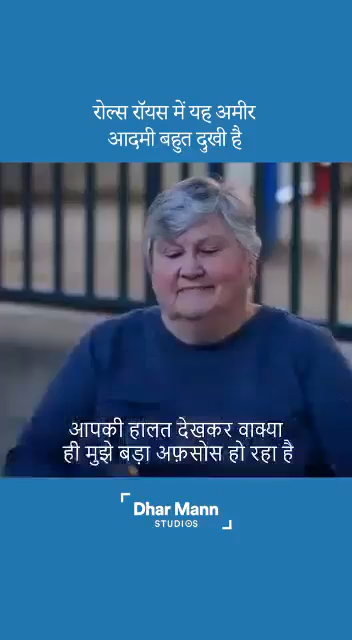 रोल्स रॉयस में यह अमीर
आदमी बहुत दुखी है
आपकी हालत देखकर वाक्या
ही मुझे बड़ा अफ़सोस हो रहा है
Dhar Mann
STUDIOS